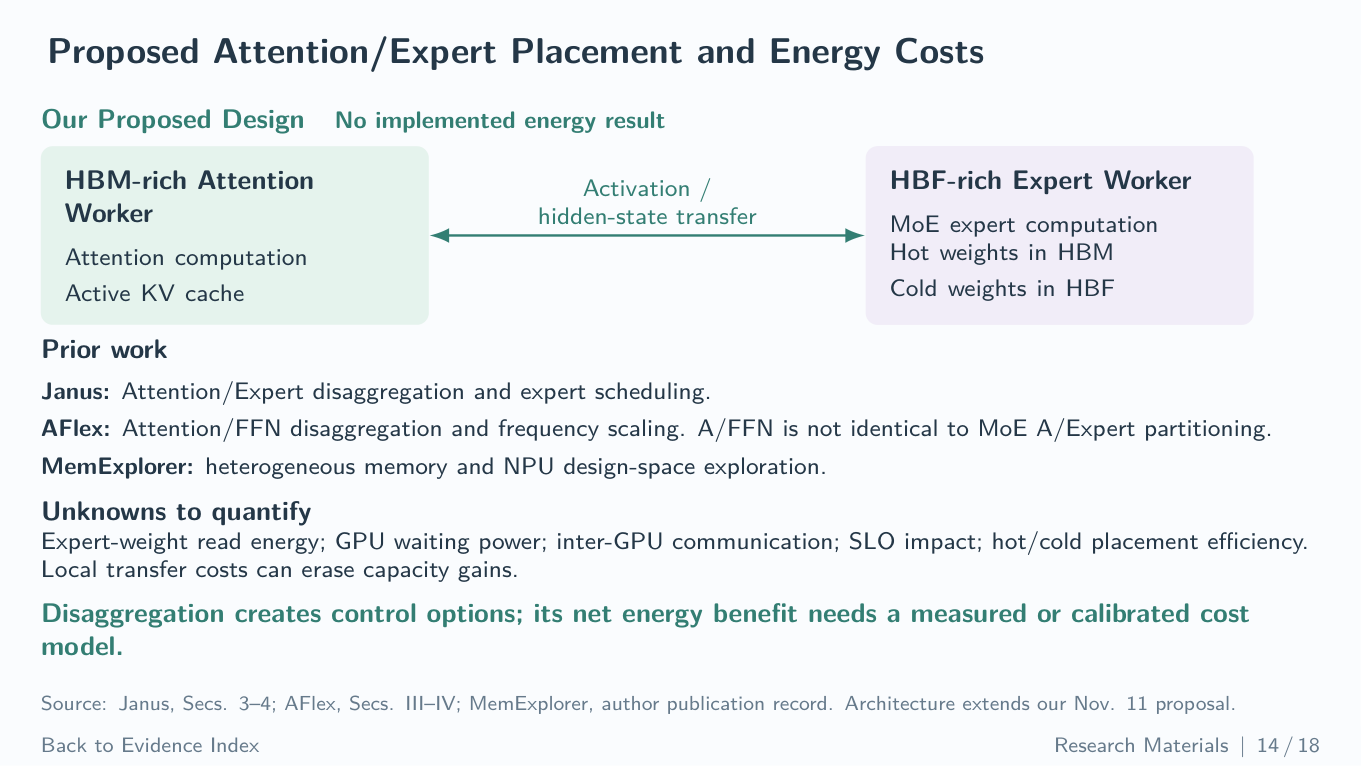 Proposed Attention/Expert Placement and Energy Costs
Our Proposed Design No implemented energy result
HBM-rich Attention
Worker
Attention computation
Active KV cache
Activation /
hidden-state transfer
HBF-rich Expert Worker
MoE expert computation
Hot weights in HBM
Cold weights in HBF
Prior work
Janus: Attention/Expert disaggregation and expert scheduling.
AFlex: Attention/FFN disaggregation and frequency scaling. A/FFN is not identical to MoE A/Expert partitioning.
MemExplorer: heterogeneous memory and NPU design-space exploration.
Unknowns to quantify
Expert-weight read energy; GPU waiting power; inter-GPU communication; SLO impact; hot/cold placement efficiency.
Local transfer costs can erase capacity gains.
Disaggregation creates control options; its net energy benefit needs a measured or calibrated cost
model.
Source: Janus, Secs. 3–4; AFlex, Secs. III–IV; MemExplorer, author publication record. Architecture extends our Nov. 11 proposal.
Back to Evidence Index
Research Materials | 14 / 18